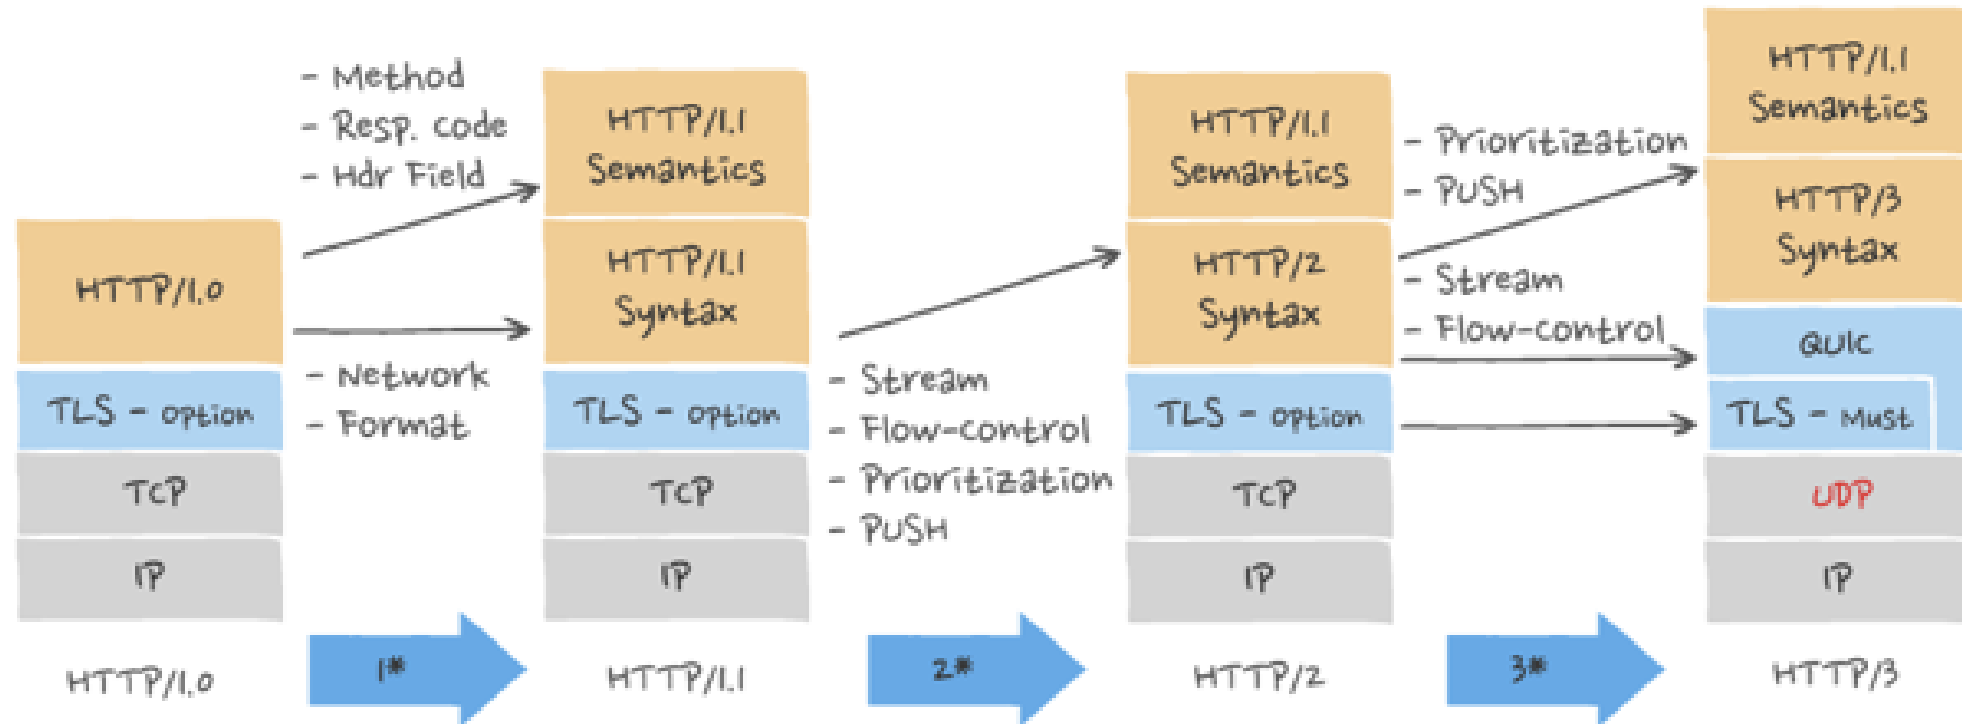 HTTP/1.0
TLS - option
TCP
IP
HTTP/1.0
- Method
- Resp. code
- Hdr Field
- Network
- Format
1*
HTTP/1.1
Semantics
HTTP/1.1
Syntax
TLS - option
TCP
IP
HTTP/1.1
- Stream
- Flow-control
- Prioritization
- PUSH
2*
HTTP/1.1
Semantics
HTTP/2
Syntax
TLS - option
TCP
IP
HTTP/2
- Prioritization
- PUSH
- Stream
- Flow-control
3*
HTTP/1.1
Semantics
HTTP/3
Syntax
QUIC
TLS - Must
UDP
IP
HTTP/3